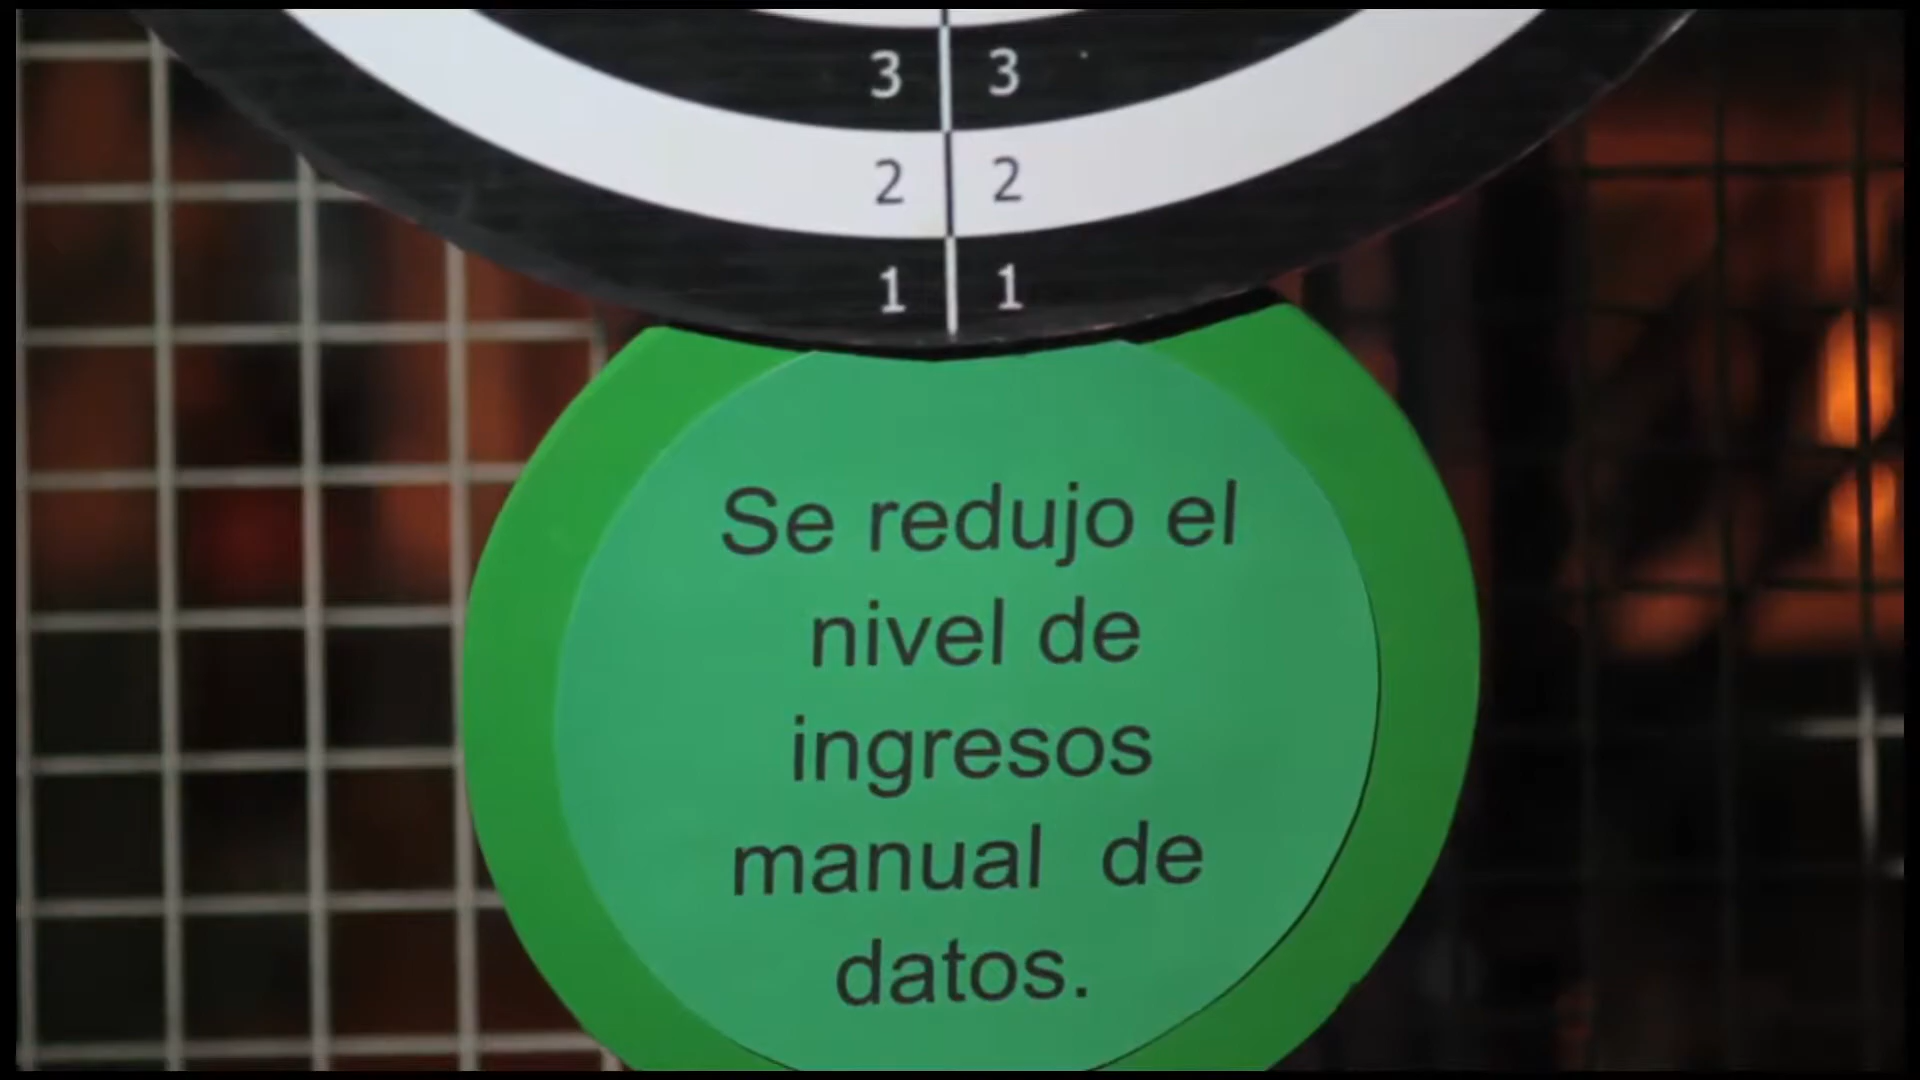 3 3
2 2
1 1
Se redujo el
nivel de
ingresos
manual de
datos.